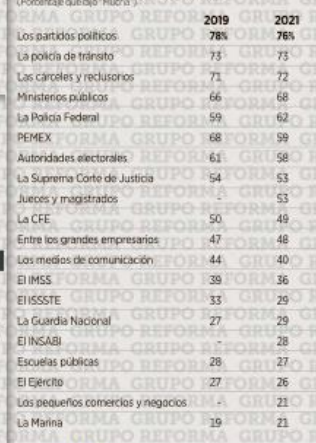 (Porcentaje que dijo "Mucha")
2019 2021
Los partidos políticos 78% 76%
La policía de tránsito 73 73
Las cárceles y reclusorios 71 72
Ministerios públicos 66 68
La Policía Federal 59 62
PEMEX 68 59
Autoridades electorales 61 58
La Suprema Corte de Justicia 54 53
Jueces y magistrados - 53
La CFE 50 49
Entre los grandes empresarios 47 48
Los medios de comunicación 44 40
El IMSS 39 36
El ISSSTE 33 29
La Guardia Nacional 27 29
El INSABI - 28
Escuelas públicas 28 27
El Ejército 27 26
Los pequeños comercios y negocios - 21
La Marina 19 21